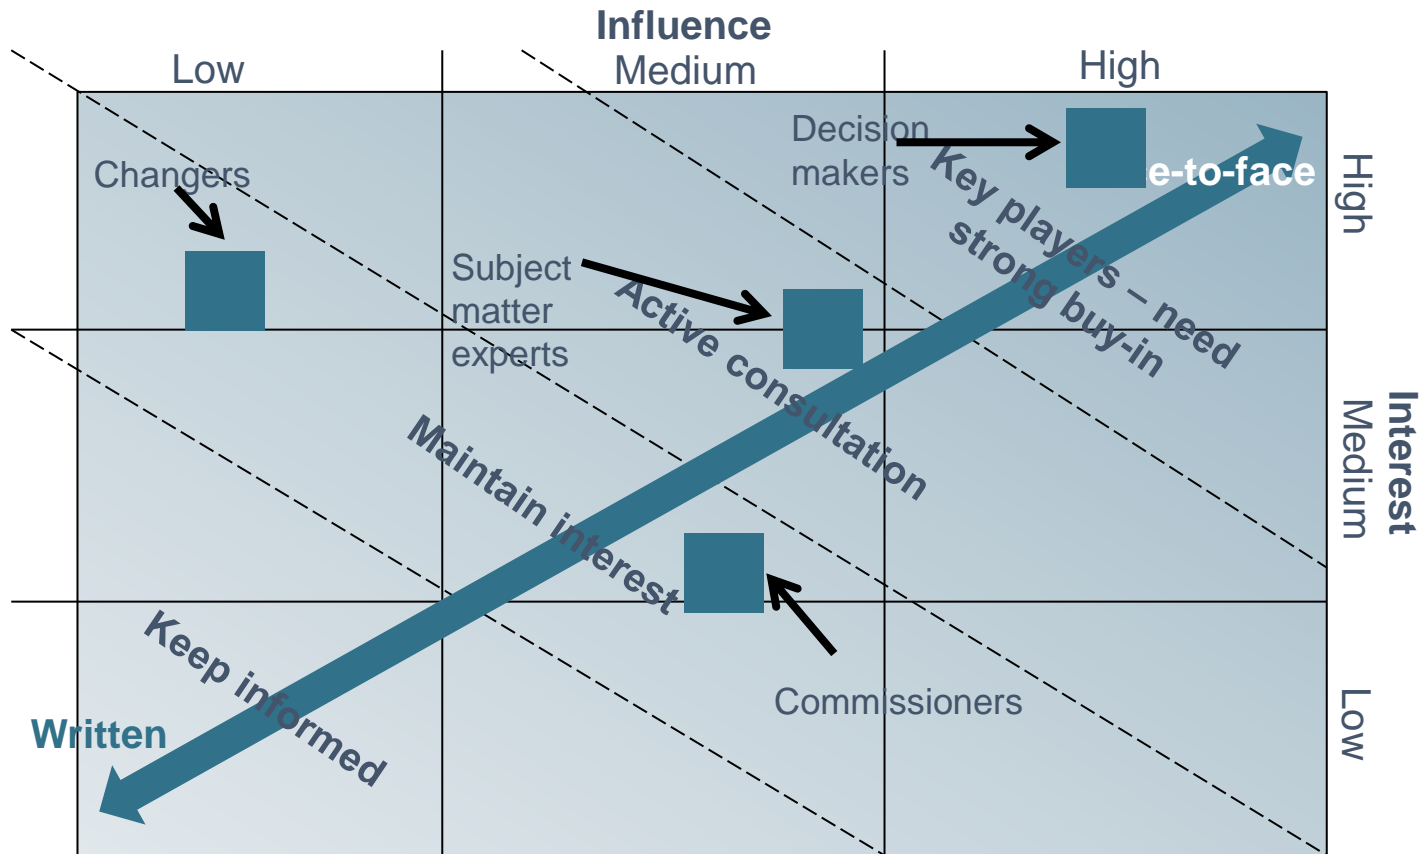 Influence
Low
Medium
High
Decision
makers
Changers
e-to-face
High
Key players – need
strong buy-in
Subject
matter
experts
Active consultation
Interest
Medium
Maintain interest
Keep informed
Commissioners
Low
Written